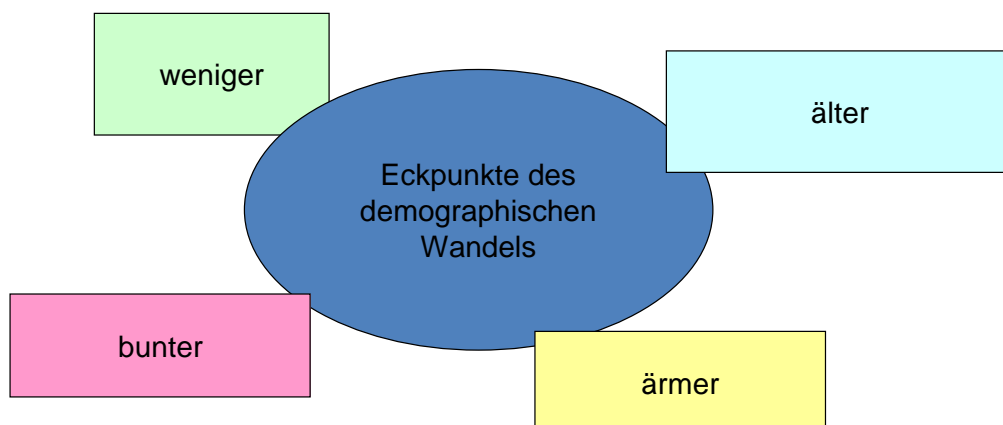 weniger
älter
Eckpunkte des
demographischen
Wandels
bunter
ärmer